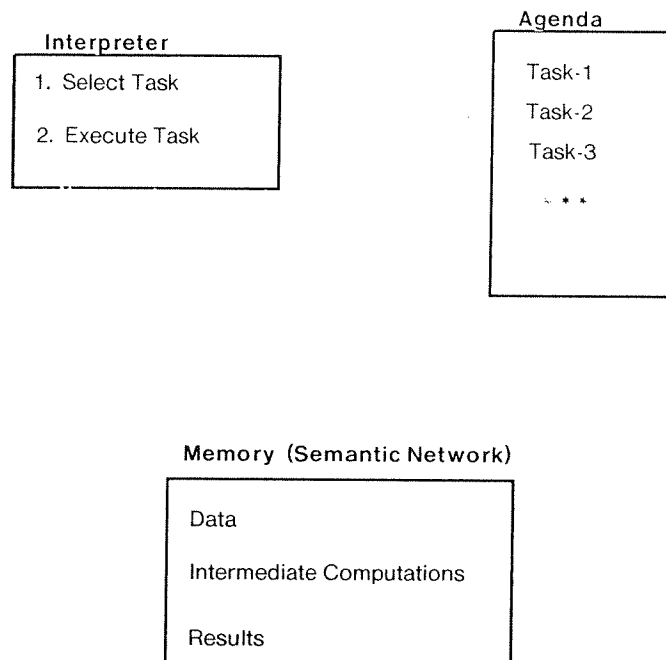 Interpreter
1. Select Task
2. Execute Task
Agenda
Task-1
Task-2
Task-3
* * *
Memory (Semantic Network)
Data
Intermediate Computations
Results